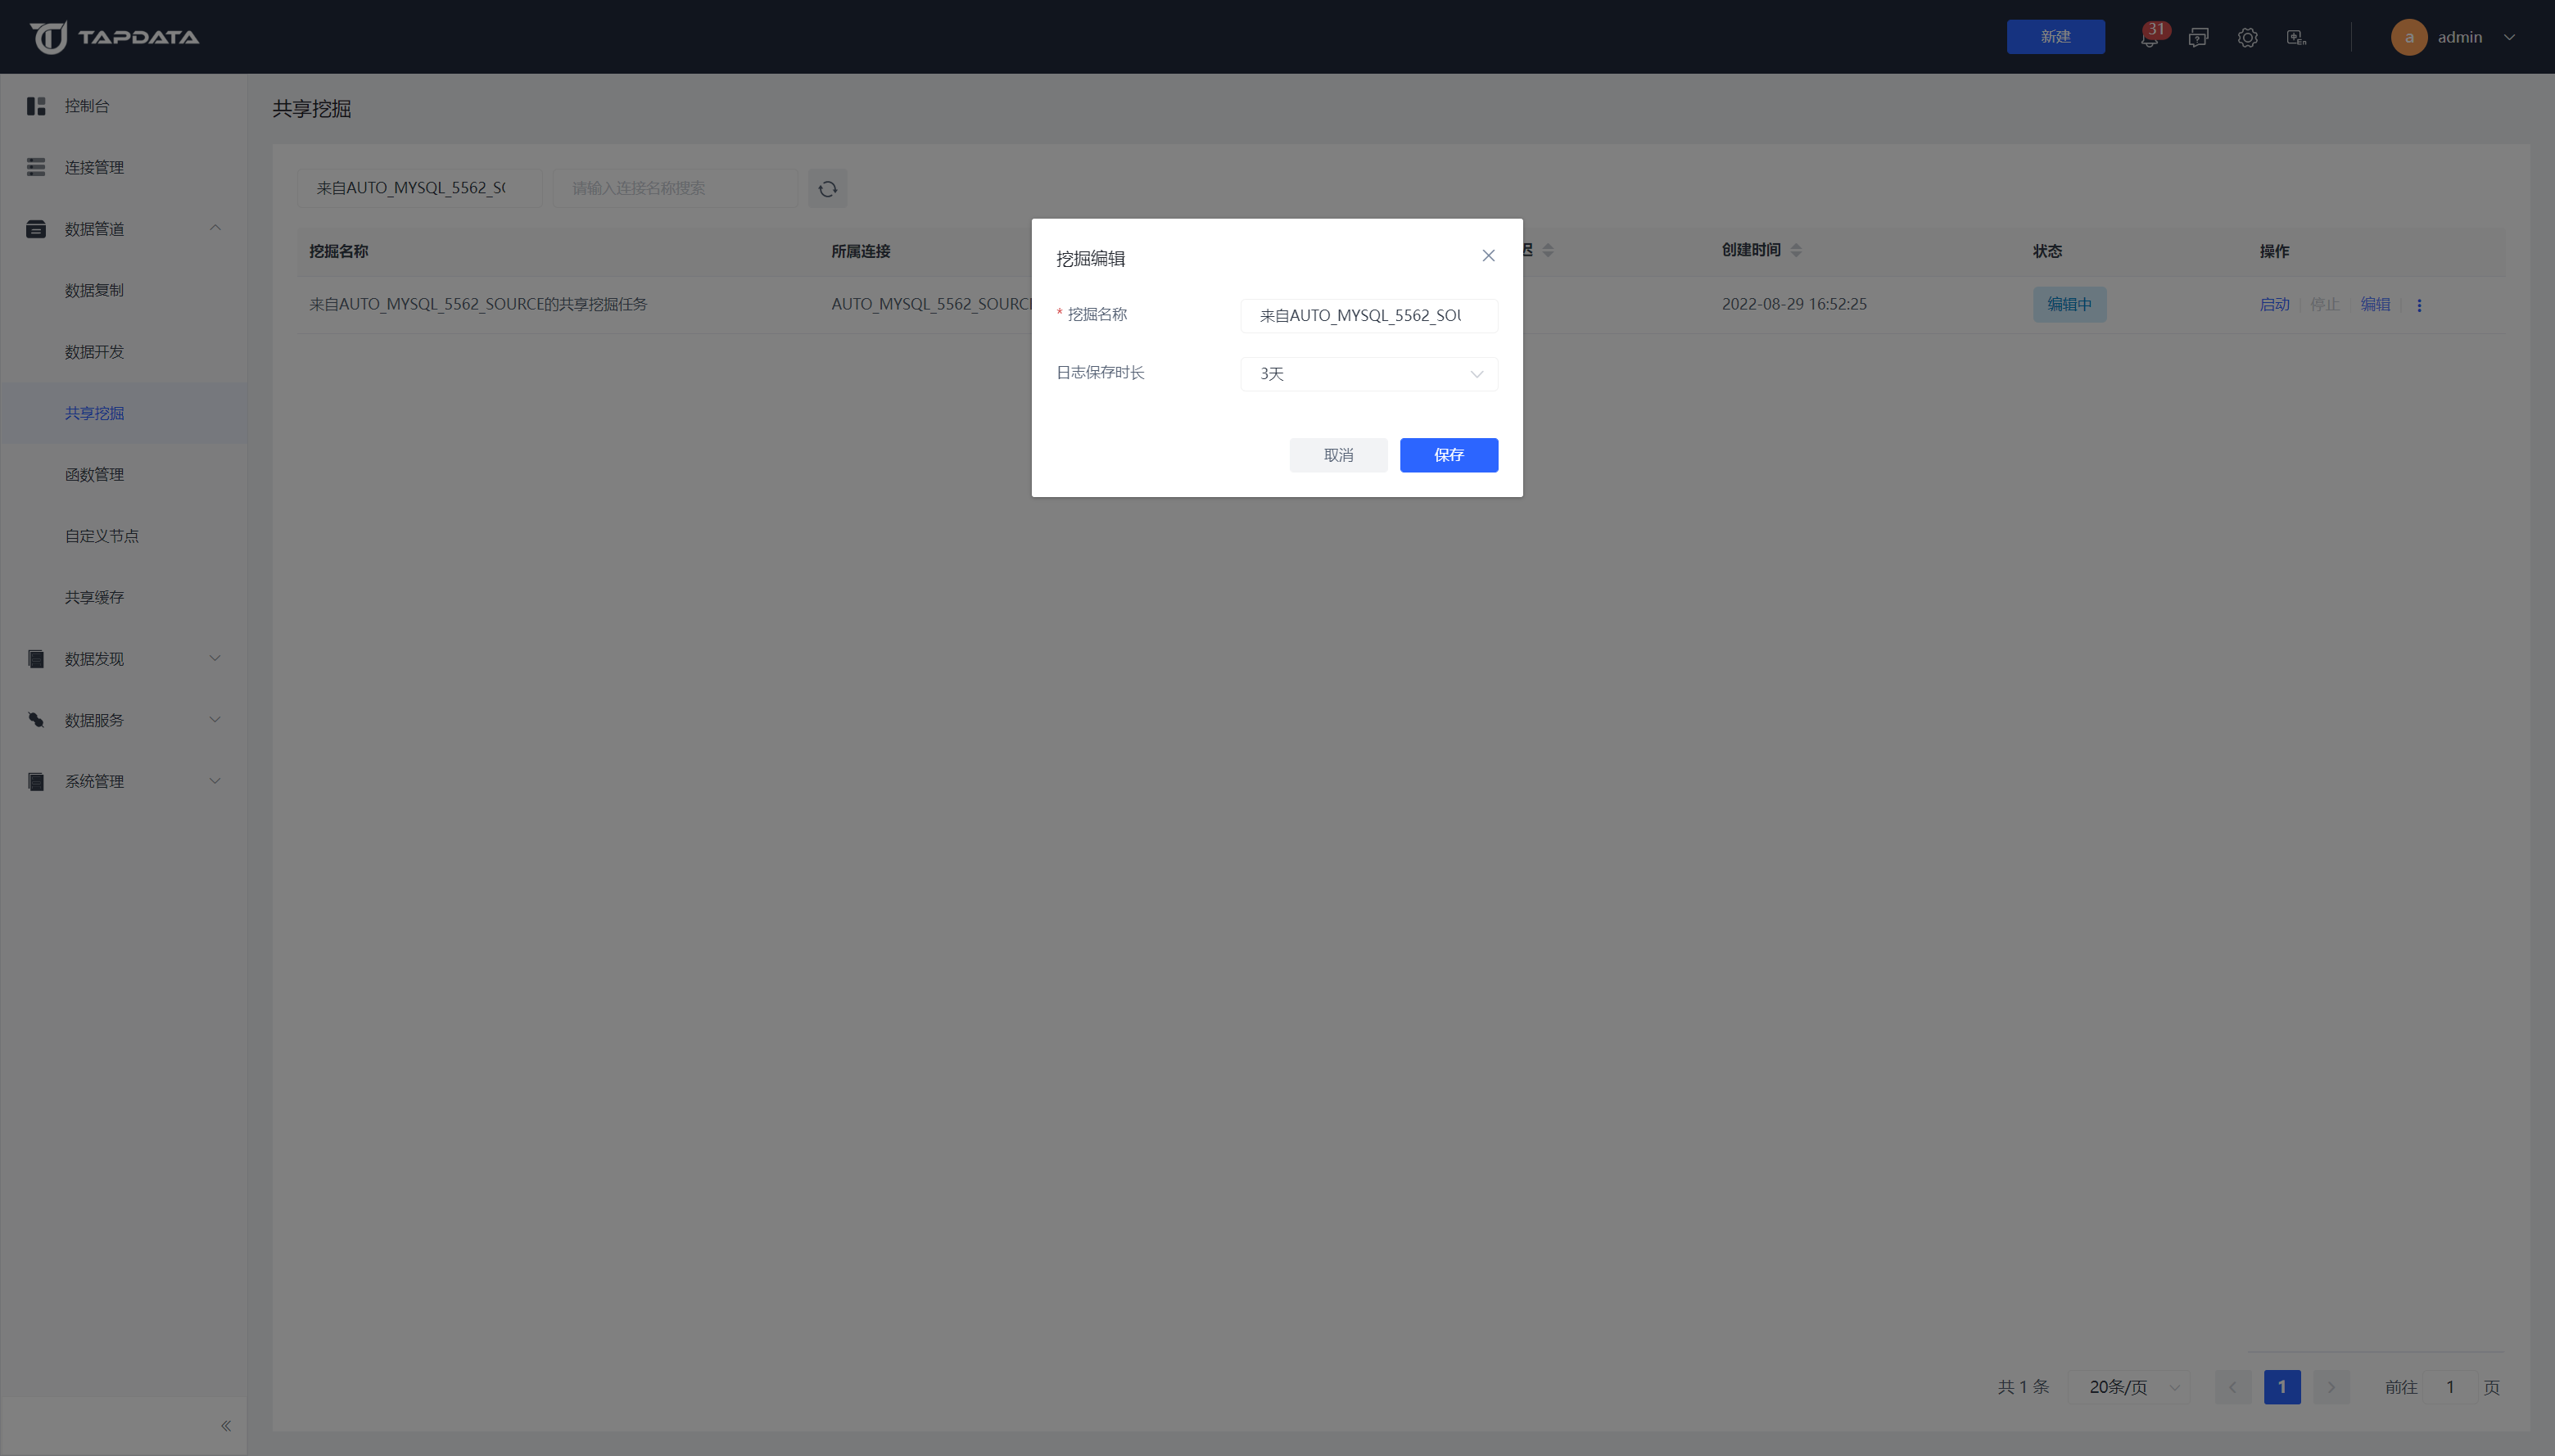 TAPDATA
新建
31
a
admin
控制台
连接管理
数据管道
数据复制
数据开发
共享挖掘
函数管理
自定义节点
共享缓存
数据发现
数据服务
系统管理
共享挖掘
来自AUTO_MYSQL_5562_S
请输入连接名称搜索
挖掘名称
所属连接
迟
创建时间
状态
操作
来自AUTO_MYSQL_5562_SOURCE的共享挖掘任务
AUTO_MYSQL_5562_SOURC
2022-08-29 16:52:25
编辑中
启动
停止
编辑
挖掘编辑
* 挖掘名称
来自AUTO_MYSQL_5562_SO
日志保存时长
3天
取消
保存
共 1 条
20条/页
1
前往
1
页